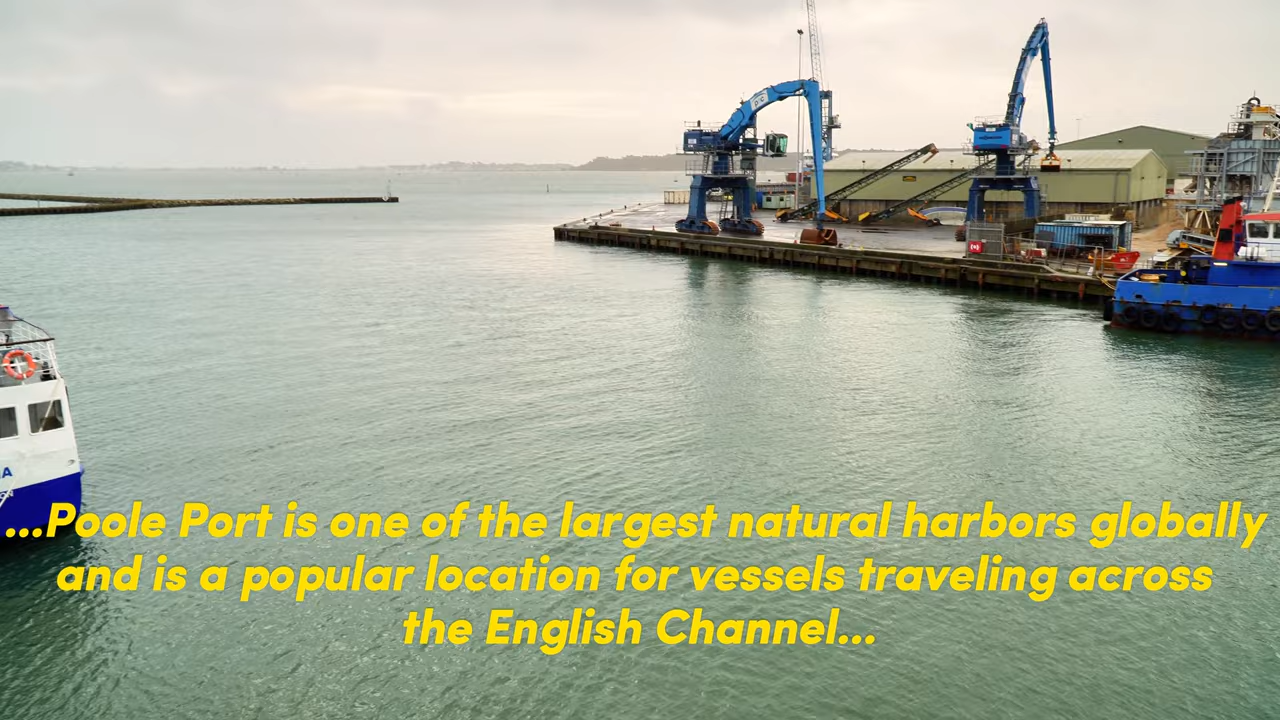 ...Poole Port is one of the largest natural harbors globally
and is a popular location for vessels traveling across
the English Channel...